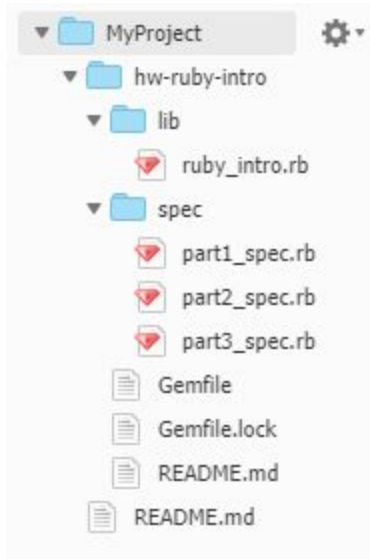 MyProject
hw-ruby-intro
lib
ruby_intro.rb
spec
part1_spec.rb
part2_spec.rb
part3_spec.rb
Gemfile
Gemfile.lock
README.md
README.md